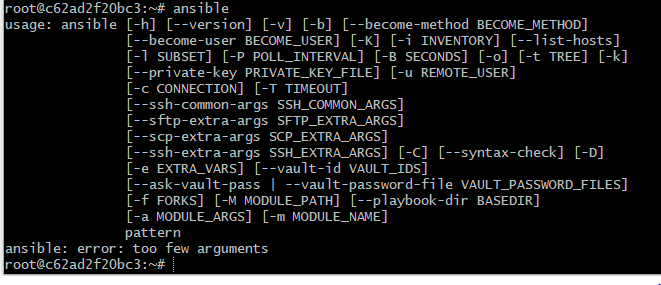 root@c62ad2f20bc3:~# ansible
usage: ansible [-h] [--version] [-v] [-b] [--become-method BECOME_METHOD]
[--become-user BECOME_USER] [-K] [-i INVENTORY] [--list-hosts]
[-l SUBSET] [-P POLL_INTERVAL] [-B SECONDS] [-o] [-t TREE] [-k]
[--private-key PRIVATE_KEY_FILE] [-u REMOTE_USER]
[-c CONNECTION] [-T TIMEOUT]
[--ssh-common-args SSH_COMMON_ARGS]
[--sftp-extra-args SFTP_EXTRA_ARGS]
[--scp-extra-args SCP_EXTRA_ARGS]
[--ssh-extra-args SSH_EXTRA_ARGS] [-C] [--syntax-check] [-D]
[-e EXTRA_VARS] [--vault-id VAULT_IDS]
[--ask-vault-pass | --vault-password-file VAULT_PASSWORD_FILES]
[-f FORKS] [-M MODULE_PATH] [--playbook-dir BASEDIR]
[-a MODULE_ARGS] [-m MODULE_NAME]
pattern
ansible: error: too few arguments
root@c62ad2f20bc3:~#